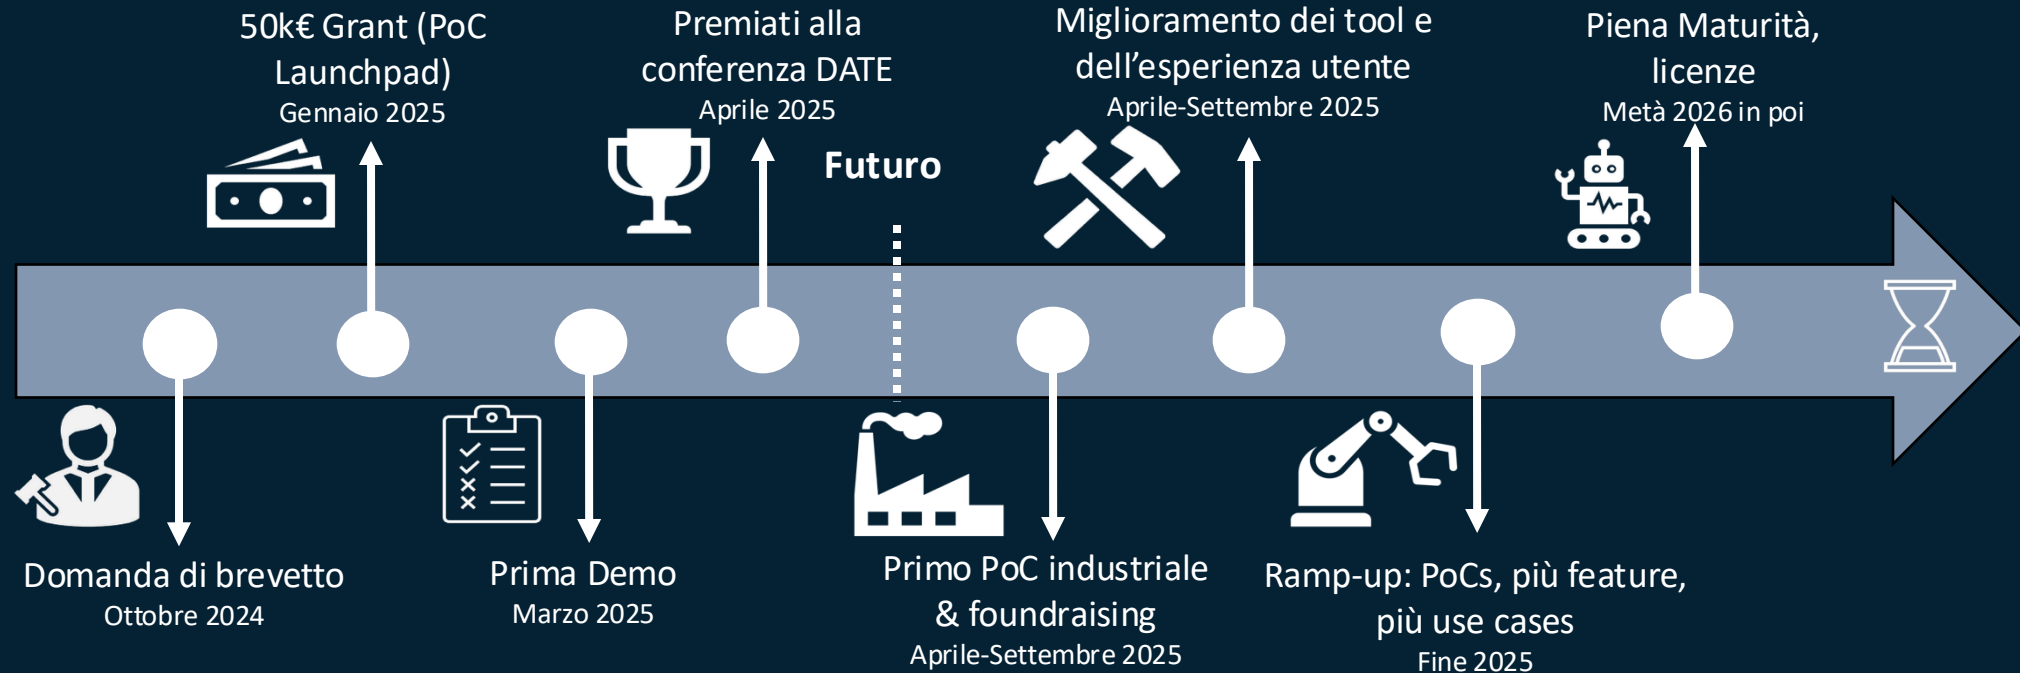 50k€ Grant (PoC
Launchpad)
Gennaio 2025
Premiati alla
conferenza DATE
Aprile 2025
Futuro
Miglioramento dei tool e
dell’esperienza utente
Aprile-Settembre 2025
Piena Maturità,
licenze
Metà 2026 in poi
Domanda di brevetto
Ottobre 2024
Prima Demo
Marzo 2025
Primo PoC industriale
& foundraising
Aprile-Settembre 2025
Ramp-up: PoCs, più feature,
più use cases
Fine 2025